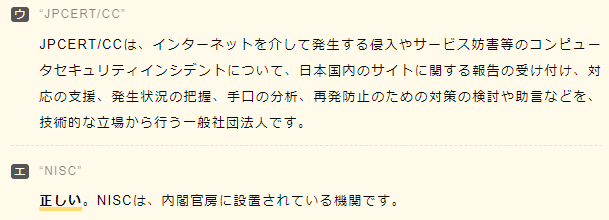 ウ "JPCERT/CC"
JPCERT/CCは、インターネットを介して発生する侵入やサービス妨害等のコンピュー
タセキュリティインシデントについて、日本国内のサイトに関する報告の受け付け、対
応の支援、発生状況の把握、手口の分析、再発防止のための対策の検討や助言などを、
技術的な立場から行う一般社団法人です。
エ "NISC"
正しい。NISCは、内閣官房に設置されている機関です。